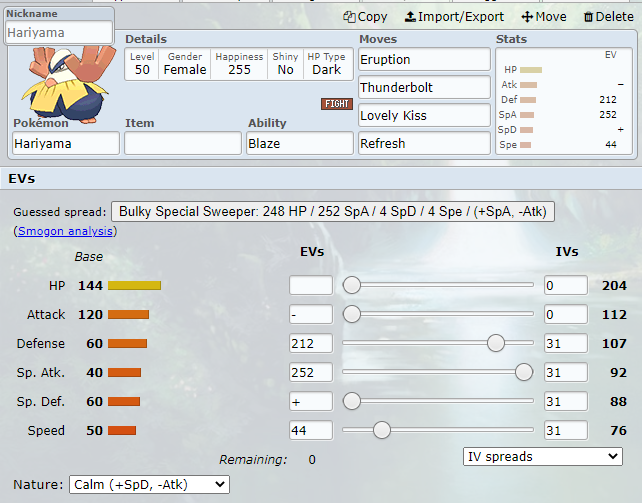 Nickname
Hariyama
Copy Import/Export Move Delete
Details
Level Gender Happiness Shiny HP Type
50 Female 255 No Dark
FIGHT
Pokémon Item Ability
Hariyama Blaze
Moves
Eruption
Thunderbolt
Lovely Kiss
Refresh
Stats
EV
HP
Atk –
Def 212
SpA 252
SpD +
Spe 44
EVs
Guessed spread: Bulky Special Sweeper: 248 HP / 252 SpA / 4 SpD / 4 Spe / (+SpA, -Atk)
(Smogon analysis)
Base EVs IVs
HP 144 0 204
Attack 120 - 0 112
Defense 60 212 31 107
Sp. Atk. 40 252 31 92
Sp. Def. 60 + 31 88
Speed 50 44 31 76
Remaining: 0 IV spreads
Nature: Calm (+SpD, -Atk)